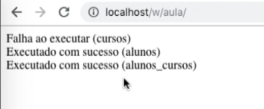 localhost/w/aula/
Falha ao executar (cursos)
Executado com sucesso (alunos)
Executado com sucesso (alunos_cursos)